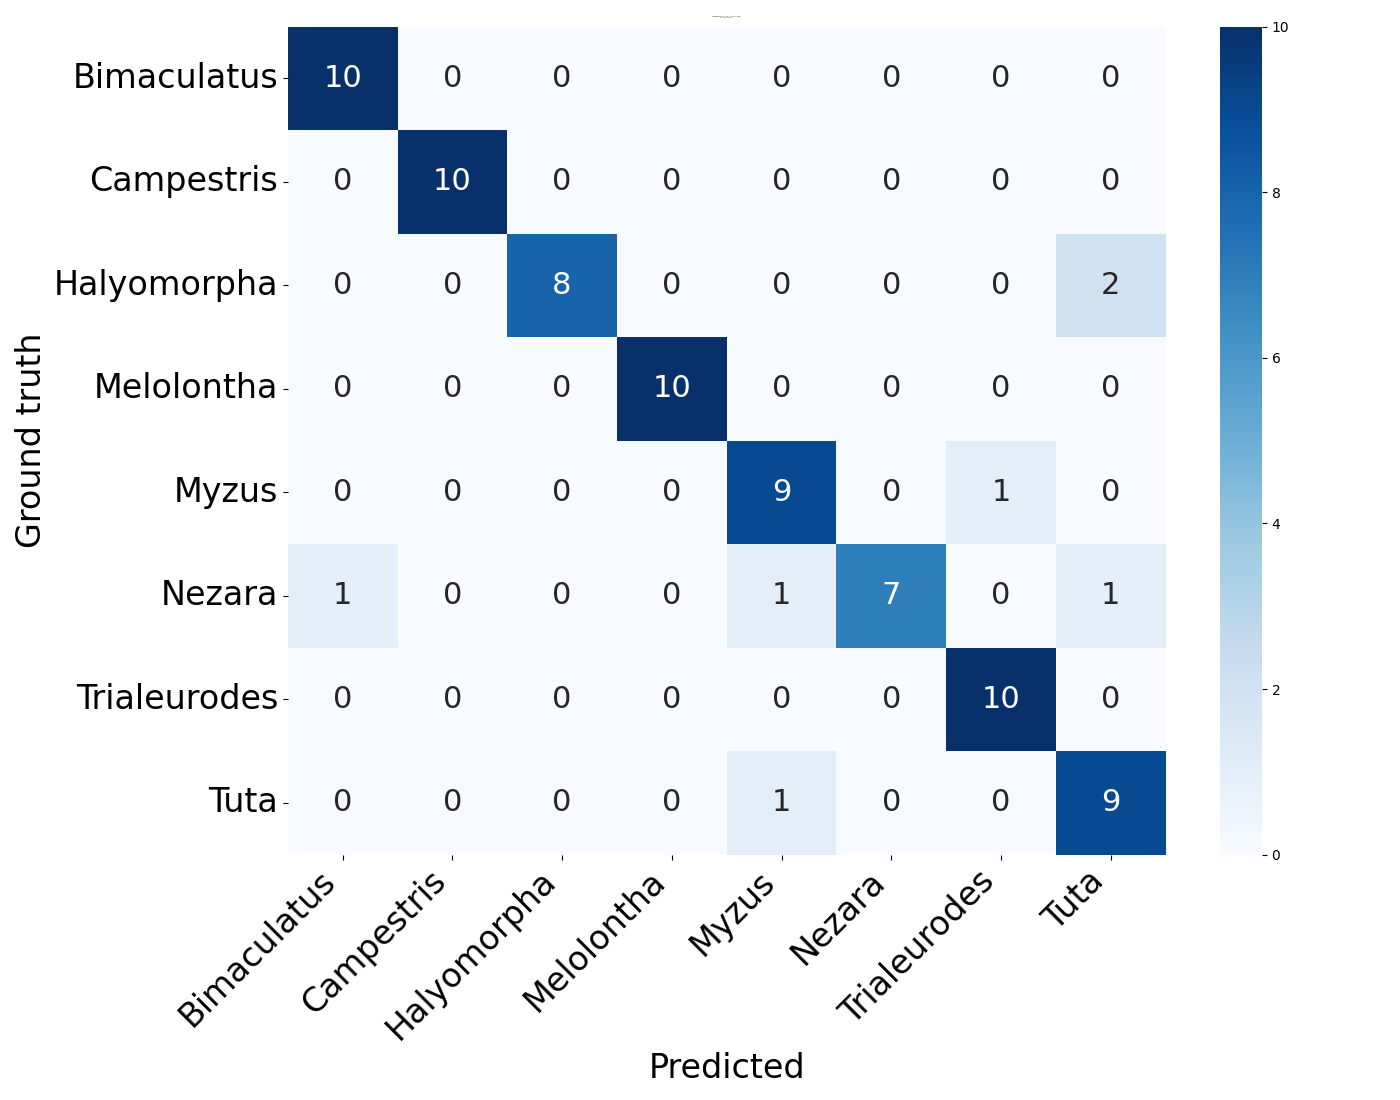 Bimaculatus 10 0 0 0 0 0 0 0
Campestris 0 10 0 0 0 0 0 0
Halyomorpha 0 0 8 0 0 0 0 2
Melolontha 0 0 0 10 0 0 0 0
Myzus 0 0 0 0 9 0 1 0
Nezara 1 0 0 0 1 7 0 1
Trialeurodes 0 0 0 0 0 0 10 0
Tuta 0 0 0 0 1 0 0 9
Ground truth
Bimaculatus Campestris Halyomorpha Melolontha Myzus Nezara Trialeurodes Tuta
Predicted
10
8
6
4
2
0